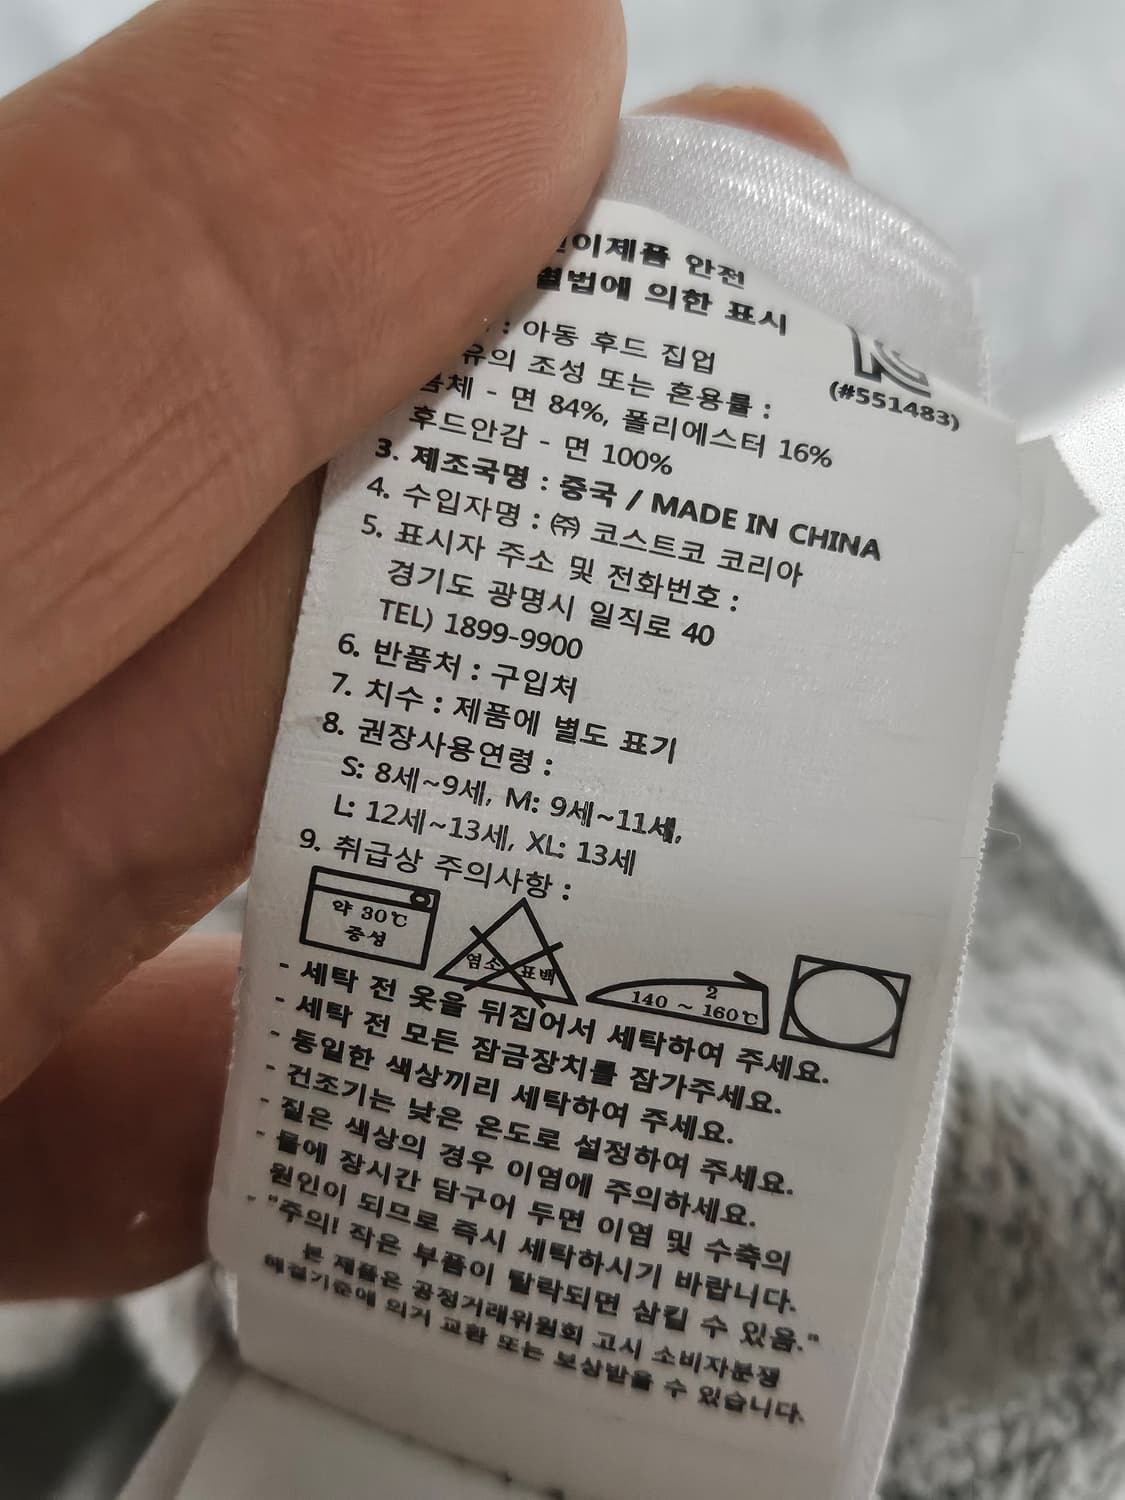 안전
의한 표시
: 아동 후드 집업
조성 또는 혼용률 :
- 면 84%, 폴리에스터 16%
후드안감 - 면 100%
(#551483)
3. 제조국명 : 중국 / MADE IN CHINA
4. 수입자명 : ㈜ 코스트코 코리아
5. 표시자 주소 및 전화번호 :
경기도 광명시 일직로 40
TEL) 1899-9900
6. 반품처 : 구입처
7. 치수 : 제품에 별도 표기
8. 권장사용연령 :
S: 8세~9세, M: 9세~11세,
L: 12세~13세, XL: 13세
9. 취급상 주의사항 :
약 30℃
중성
염소 표백
2
140 ~ 160℃
- 세탁 전 옷을 뒤집어서 세탁하여 주세요.
- 세탁 전 모든 잠금장치를 잠가주세요.
- 동일한 색상끼리 세탁하여 주세요.
- 건조기는 낮은 온도로 설정하여 주세요.
- 짙은 색상의 경우 이염에 주의하세요.
- 물에 장시간 담구어 두면 이염 및 수축의
원인이 되므로 즉시 세탁하시기 바랍니다.
- "주의! 작은 부품이 탈락되면 삼킬 수 있음."
본 제품은 공정거래위원회 고시 소비자분쟁
해결기준에 의거 교환 또는 보상받을 수 있습니다.